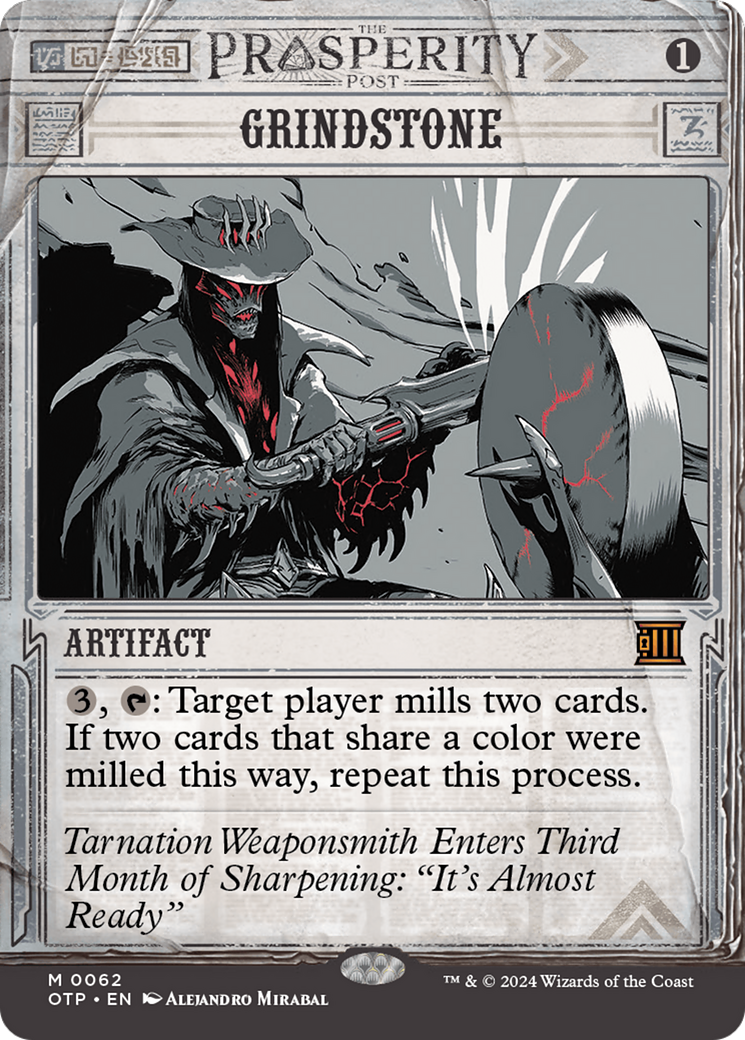 THE
PROSPERITY
POST
1
GRINDSTONE
ARTIFACT
3, T: Target player mills two cards.
If two cards that share a color were
milled this way, repeat this process.
Tarnation Weaponsmith Enters Third
Month of Sharpening: “It’s Almost
Ready”
M 0062
OTP • EN ALEJANDRO MIRABAL
™ & © 2024 Wizards of the Coast